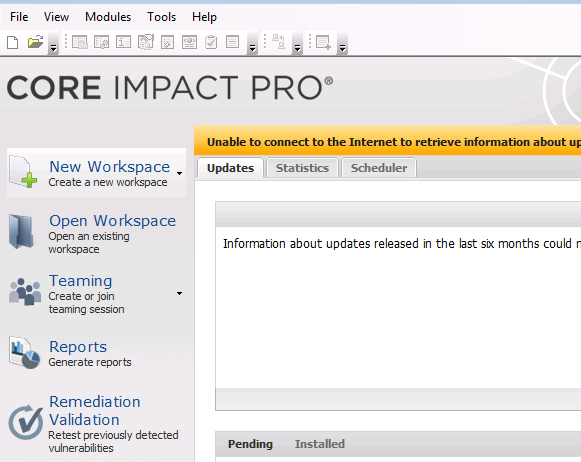 File View Modules Tools Help
CORE IMPACT PRO®
Unable to connect to the Internet to retrieve information about up
New Workspace
Create a new workspace
Updates Statistics Scheduler
Open Workspace
Open an existing
workspace
Information about updates released in the last six months could n
Teaming
Create or join
teaming session
Reports
Generate reports
Remediation
Validation
Retest previously detected
vulnerabilities
Pending Installed